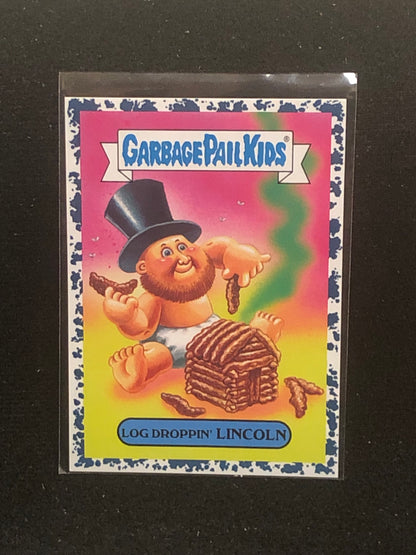 GARBAGE PAIL KIDS®
LOG DROPPIN' LINCOLN